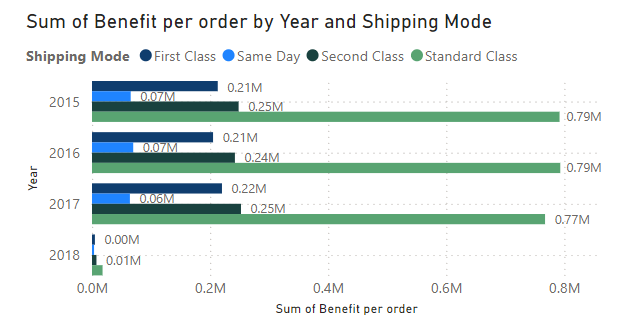 Sum of Benefit per order by Year and Shipping Mode
Shipping Mode First Class Same Day Second Class Standard Class
0.21M
2015 0.07M
0.25M
0.79M
0.21M
2016 0.07M
0.24M
0.79M
Year
0.22M
2017 0.06M
0.25M
0.77M
0.00M
2018 0.01M
0.0M 0.2M 0.4M 0.6M 0.8M
Sum of Benefit per order